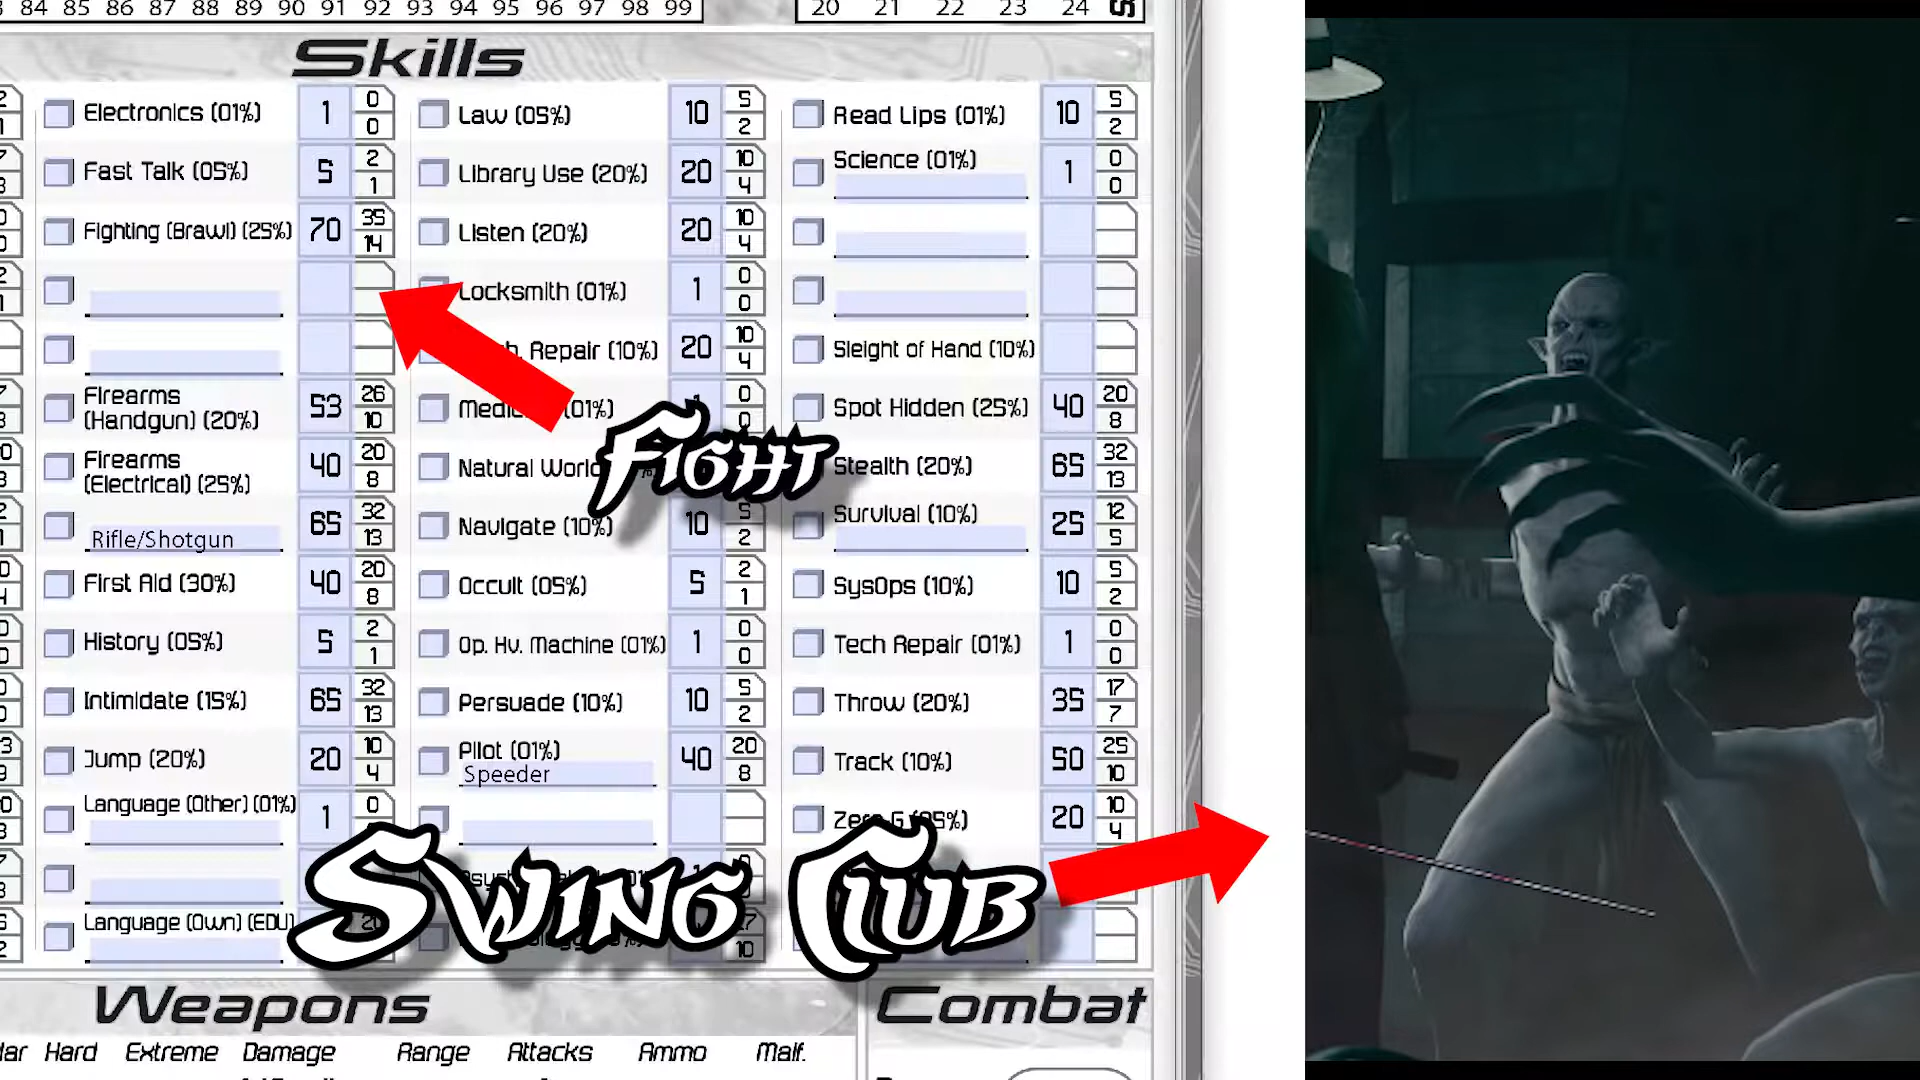 84 85 86 87 88 89 90 91 92 93 94 95 96 97 98 99
20 21 22 23 24
Skills
Electronics (01%) 1 0 0
Fast Talk (05%) 5 2 1
Fighting (Brawl) (25%) 70 35 14
Firearms (Handgun) (20%) 53 26 10
Firearms (Electrical) (25%) 40 20 8
Rifle/Shotgun 65 32 13
First Aid (30%) 40 20 8
History (05%) 5 2 1
Intimidate (15%) 65 32 13
Jump (20%) 20 10 4
Language (Other) (01%) 1 0
Language (Own) (EDU)
Law (05%) 10 5 2
Library Use (20%) 20 10 4
Listen (20%) 20 10 4
Locksmith (01%) 1 0 0
Repair (10%) 20 10 4
(01%) 0
Natural World
Navigate (10%) 10 5 2
Occult (05%) 5 2 1
Op. Hv. Machine (01%) 1 0 0
Persuade (10%) 10 5 2
Pilot (01%) 40 20 8
Speeder
10
Read Lips (01%) 10 5 2
Science (01%) 1 0 0
Sleight of Hand (10%)
Spot Hidden (25%) 40 20 8
Stealth (20%) 65 32 13
Survival (10%) 25 12 5
SysOps (10%) 10 5 2
Tech Repair (01%) 1 0 0
Throw (20%) 35 17 7
Track (10%) 50 25 10
20 10 4
Fight
Swing Club
Weapons
Combat
Hard Extreme Damage Range Attacks Ammo Malf.